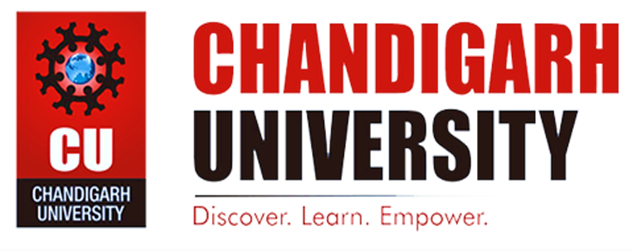 CU
CHANDIGARH
UNIVERSITY
CHANDIGARH
UNIVERSITY
Discover. Learn. Empower.